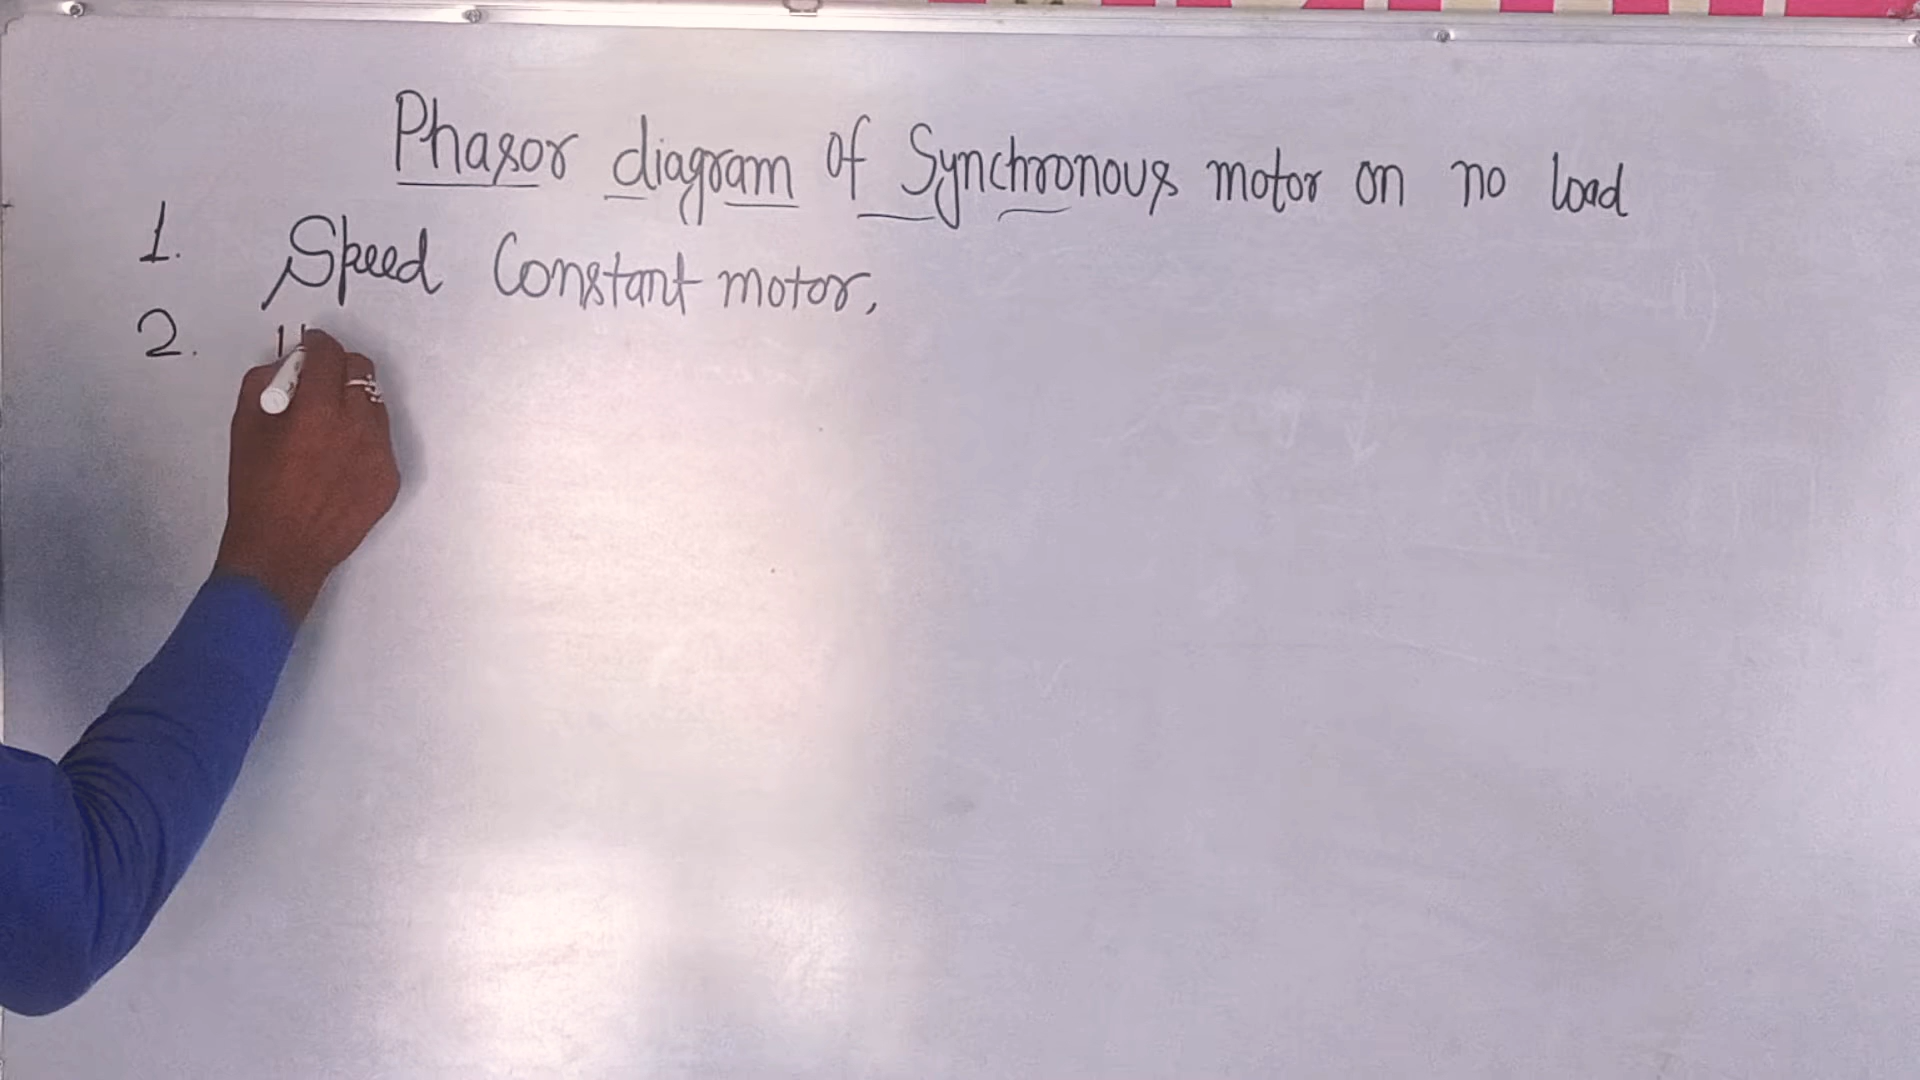 Phasor diagram of Synchronous motor on no load
1. Speed Constant motor,
2.